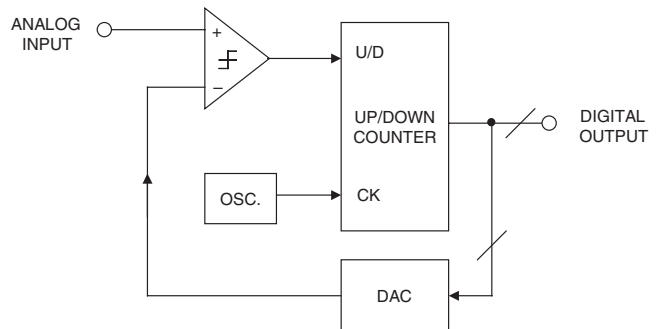 ANALOG
INPUT
+
−
U/D
UP/DOWN
COUNTER
CK
OSC.
DIGITAL
OUTPUT
DAC